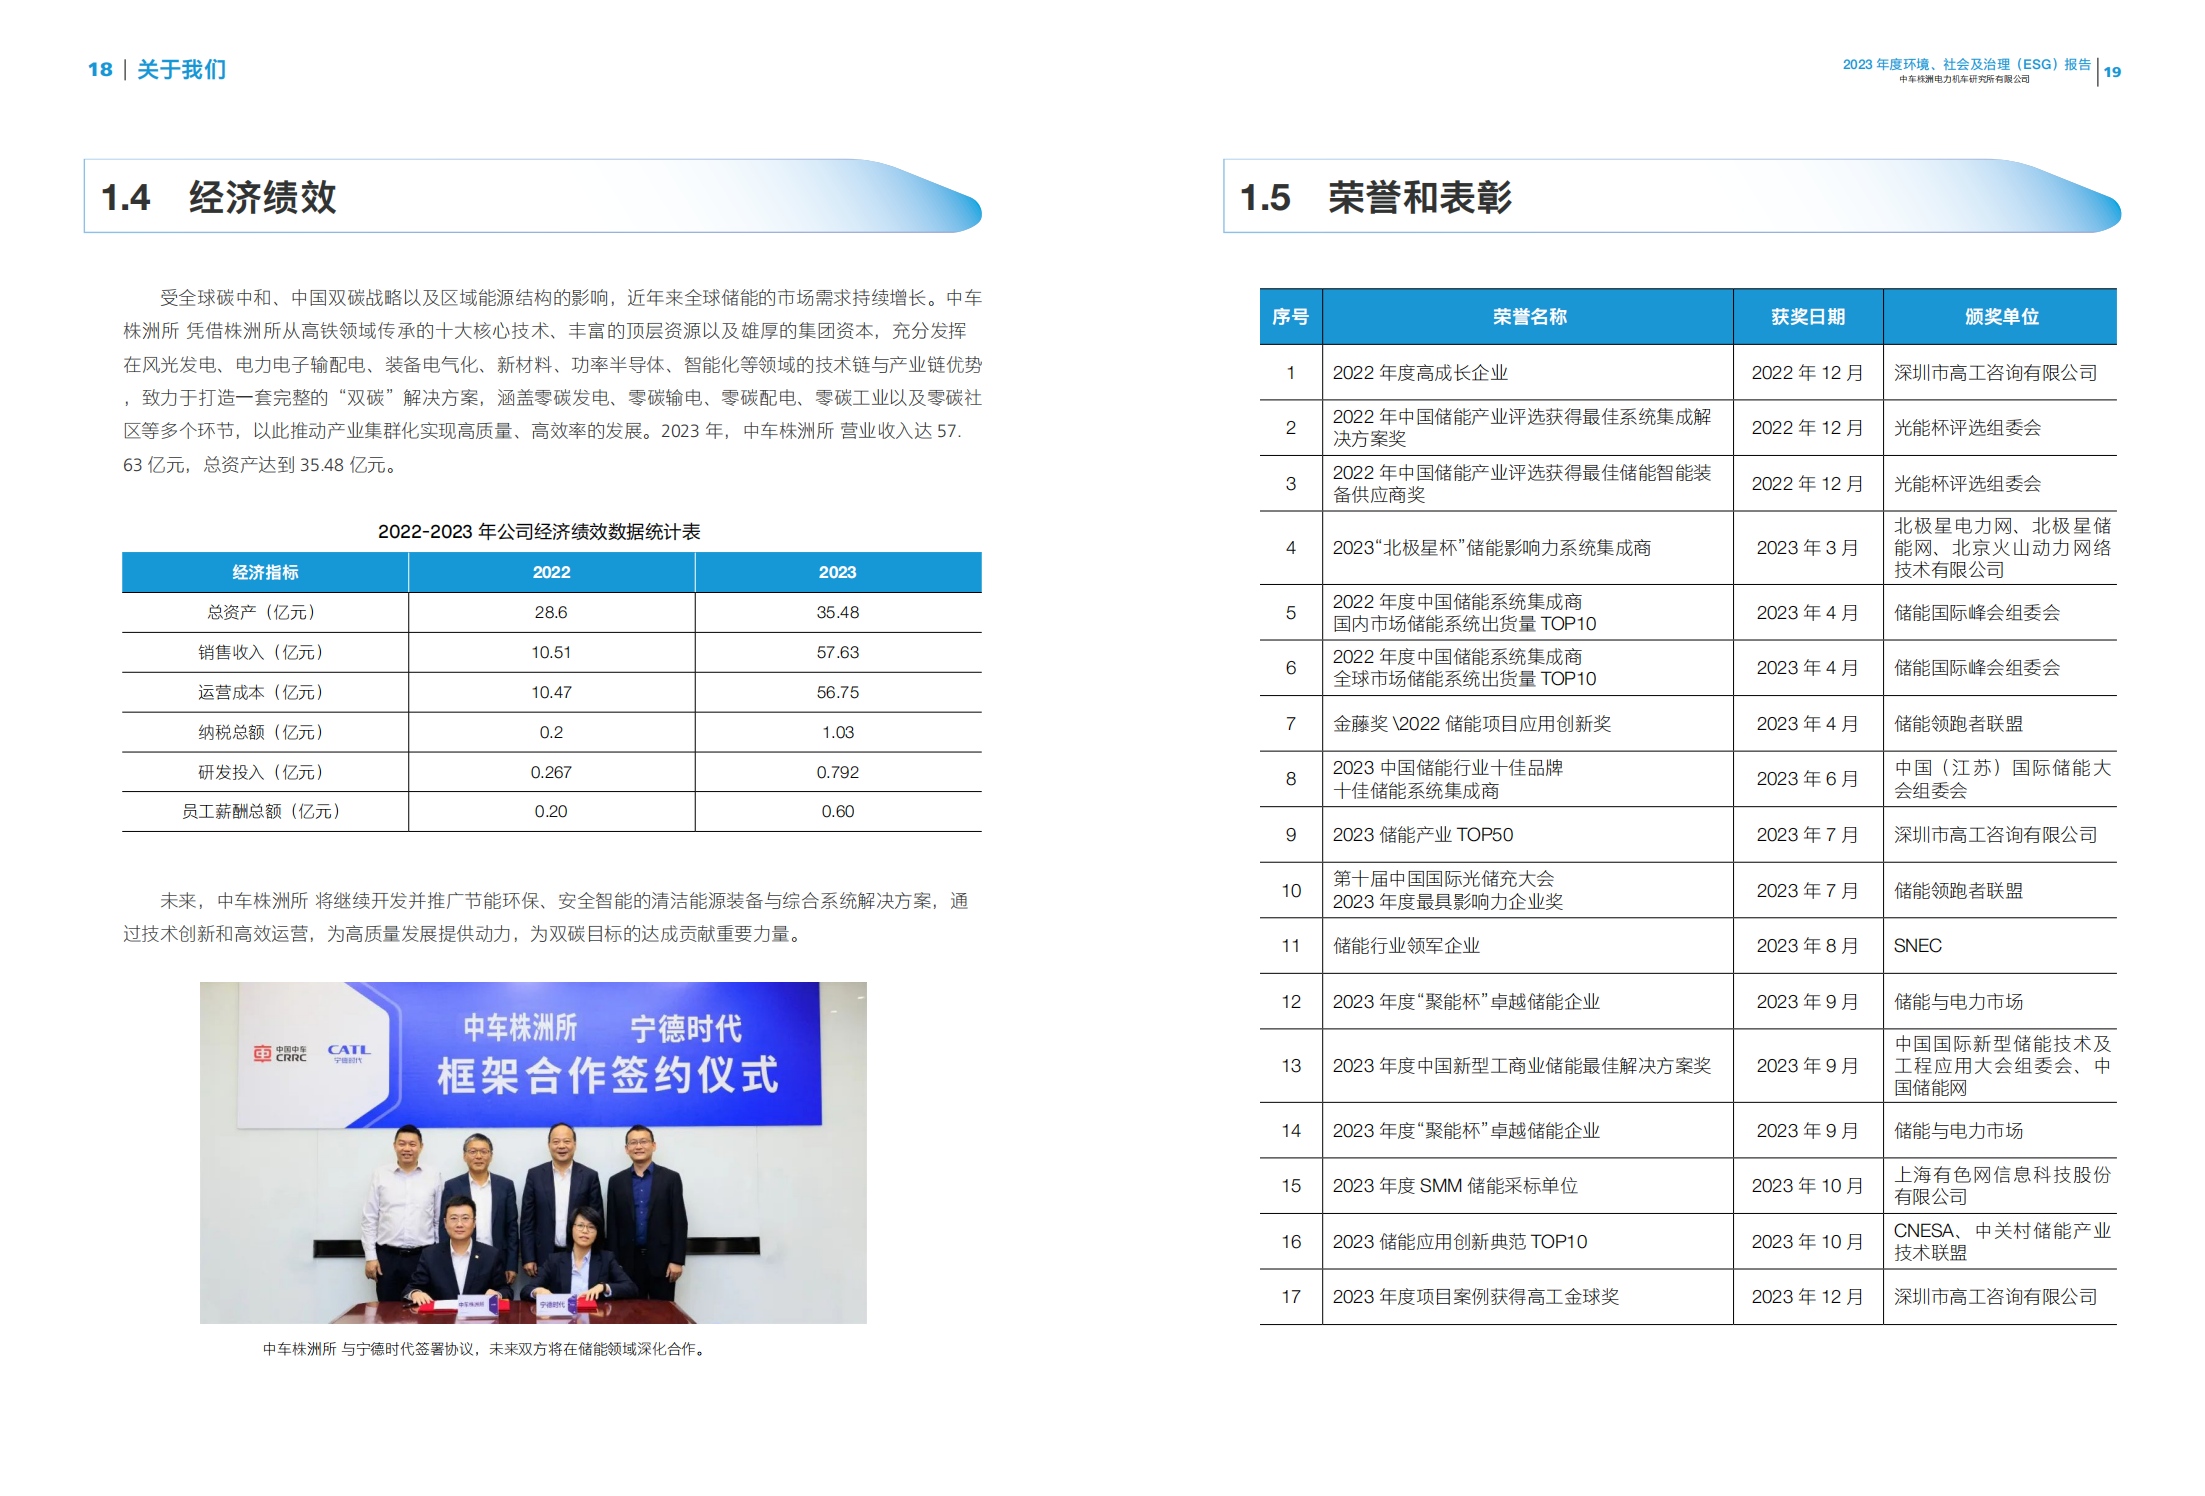 18 | 关于我们
1.4 经济绩效
受全球碳中和、中国双碳战略以及区域能源结构的影响，近年来全球储能的市场需求持续增长。中车
株洲所 凭借株洲所从高铁领域传承的十大核心技术、丰富的顶层资源以及雄厚的集团资本，充分发挥
在风光发电、电力电子输配电、装备电气化、新材料、功率半导体、智能化等领域的技术链与产业链优势
，致力于打造一套完整的“双碳”解决方案，涵盖零碳发电、零碳输电、零碳配电、零碳工业以及零碳社
区等多个环节，以此推动产业集群化实现高质量、高效率的发展。2023 年，中车株洲所 营业收入达 57.
63 亿元，总资产达到 35.48 亿元。
2022-2023 年公司经济绩效数据统计表
经济指标 2022 2023
总资产（亿元） 28.6 35.48
销售收入（亿元） 10.51 57.63
运营成本（亿元） 10.47 56.75
纳税总额（亿元） 0.2 1.03
研发投入（亿元） 0.267 0.792
员工薪酬总额（亿元） 0.20 0.60
未来，中车株洲所 将继续开发并推广节能环保、安全智能的清洁能源装备与综合系统解决方案，通
过技术创新和高效运营，为高质量发展提供动力，为双碳目标的达成贡献重要力量。
中国中车
CRRC
CATL
宁德时代
中车株洲所 宁德时代
框架合作签约仪式
中车株洲所
宁德时代
中车株洲所 与宁德时代签署协议，未来双方将在储能领域深化合作。
2023 年度环境、社会及治理（ESG）报告
中车株洲电力机车研究所有限公司
19
1.5 荣誉和表彰
序号 荣誉名称 获奖日期 颁奖单位
1 2022 年度高成长企业 2022 年 12 月 深圳市高工咨询有限公司
2 2022 年中国储能产业评选获得最佳系统集成解
决方案奖 2022 年 12 月 光能杯评选组委会
3 2022 年中国储能产业评选获得最佳储能智能装
备供应商奖 2022 年 12 月 光能杯评选组委会
4 2023“北极星杯”储能影响力系统集成商 2023 年 3 月 北极星电力网、北极星储
能网、北京火山动力网络
技术有限公司
5 2022 年度中国储能系统集成商
国内市场储能系统出货量 TOP10 2023 年 4 月 储能国际峰会组委会
6 2022 年度中国储能系统集成商
全球市场储能系统出货量 TOP10 2023 年 4 月 储能国际峰会组委会
7 金藤奖 \2022 储能项目应用创新奖 2023 年 4 月 储能领跑者联盟
8 2023 中国储能行业十佳品牌
十佳储能系统集成商 2023 年 6 月 中国（江苏）国际储能大
会组委会
9 2023 储能产业 TOP50 2023 年 7 月 深圳市高工咨询有限公司
10 第十届中国国际光储充大会
2023 年度最具影响力企业奖 2023 年 7 月 储能领跑者联盟
11 储能行业领军企业 2023 年 8 月 SNEC
12 2023 年度“聚能杯”卓越储能企业 2023 年 9 月 储能与电力市场
13 2023 年度中国新型工商业储能最佳解决方案奖 2023 年 9 月 中国国际新型储能技术及
工程应用大会组委会、中
国储能网
14 2023 年度“聚能杯”卓越储能企业 2023 年 9 月 储能与电力市场
15 2023 年度 SMM 储能采标单位 2023 年 10 月 上海有色网信息科技股份
有限公司
16 2023 储能应用创新典范 TOP10 2023 年 10 月 CNESA、中关村储能产业
技术联盟
17 2023 年度项目案例获得高工金球奖 2023 年 12 月 深圳市高工咨询有限公司